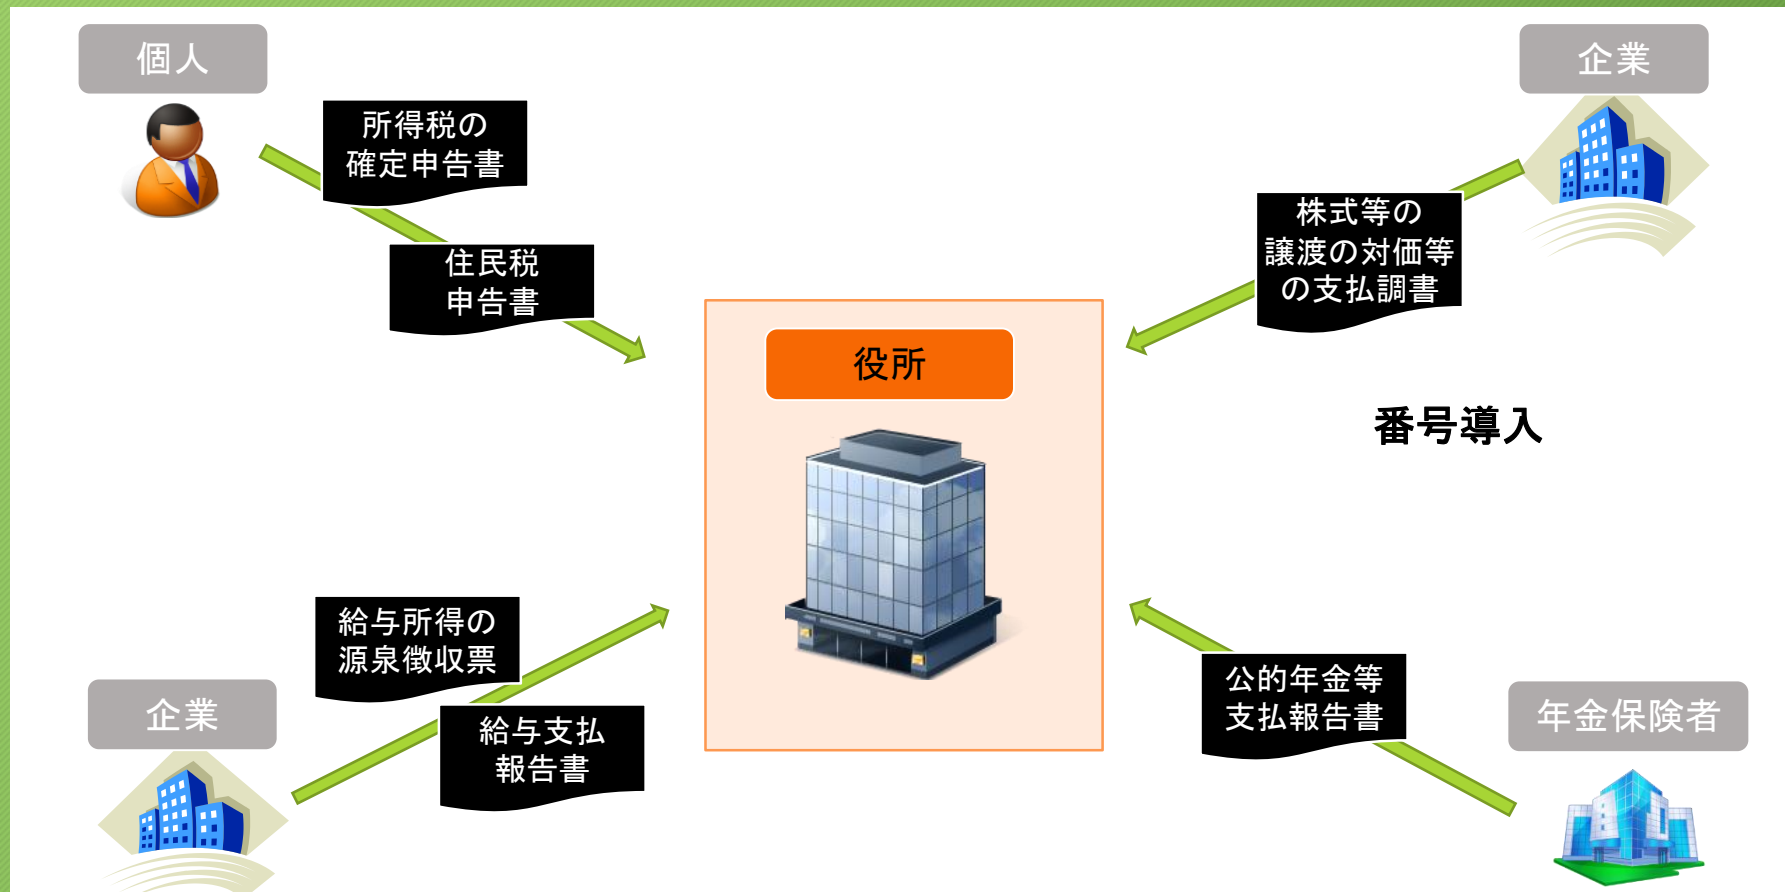 個人
所得税の
確定申告書
住民税
申告書
企業
株式等の
譲渡の対価等
の支払調書
役所
番号導入
給与所得の
源泉徴収票
企業
給与支払
報告書
公的年金等
支払報告書
年金保険者